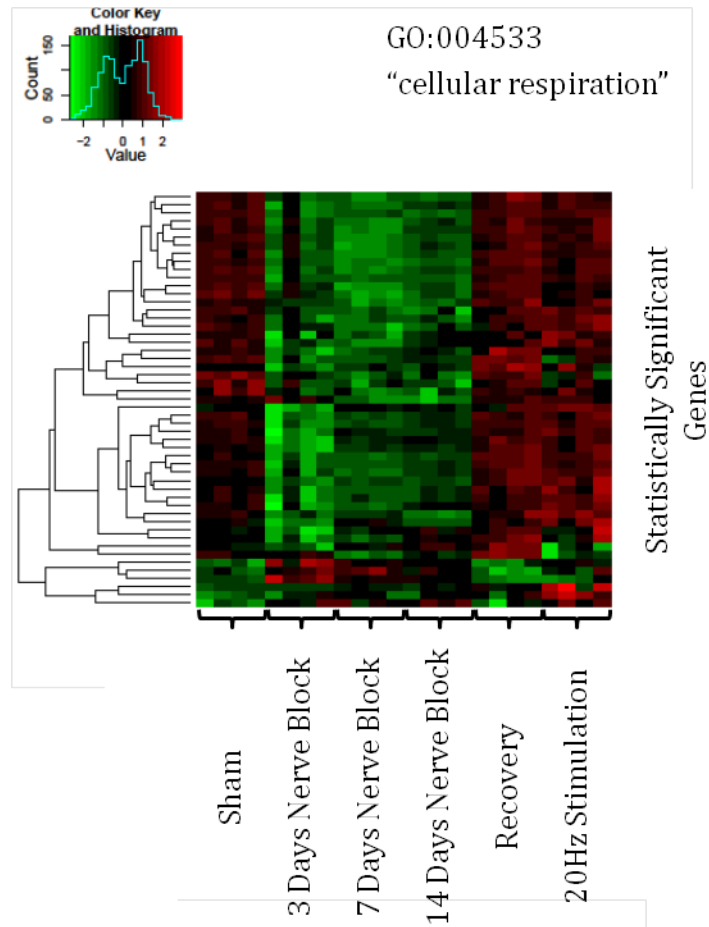 Color Key
and Histogram
Count
0
50
150
−2
0
1
2
Value
GO:004533
“cellular respiration”
Statistically Significant
Genes
Sham
3 Days Nerve Block
7 Days Nerve Block
14 Days Nerve Block
Recovery
20Hz Stimulation